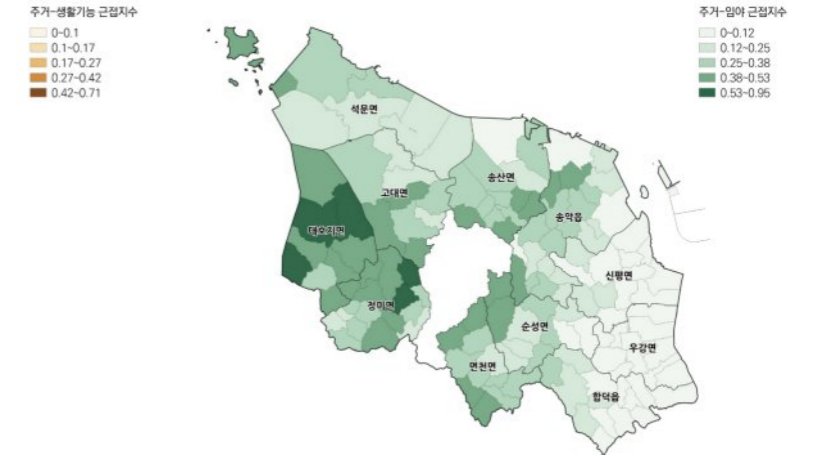 주거-생활기능 근접지수
0~0.1
0.1~0.17
0.17~0.27
0.27~0.42
0.42~0.71
주거-임야 근접지수
0~0.12
0.12~0.25
0.25~0.38
0.38~0.53
0.53~0.95
석문면
송산면
고대면
송악읍
대호지면
신평면
정미면
순성면
우강면
면천면
합덕읍